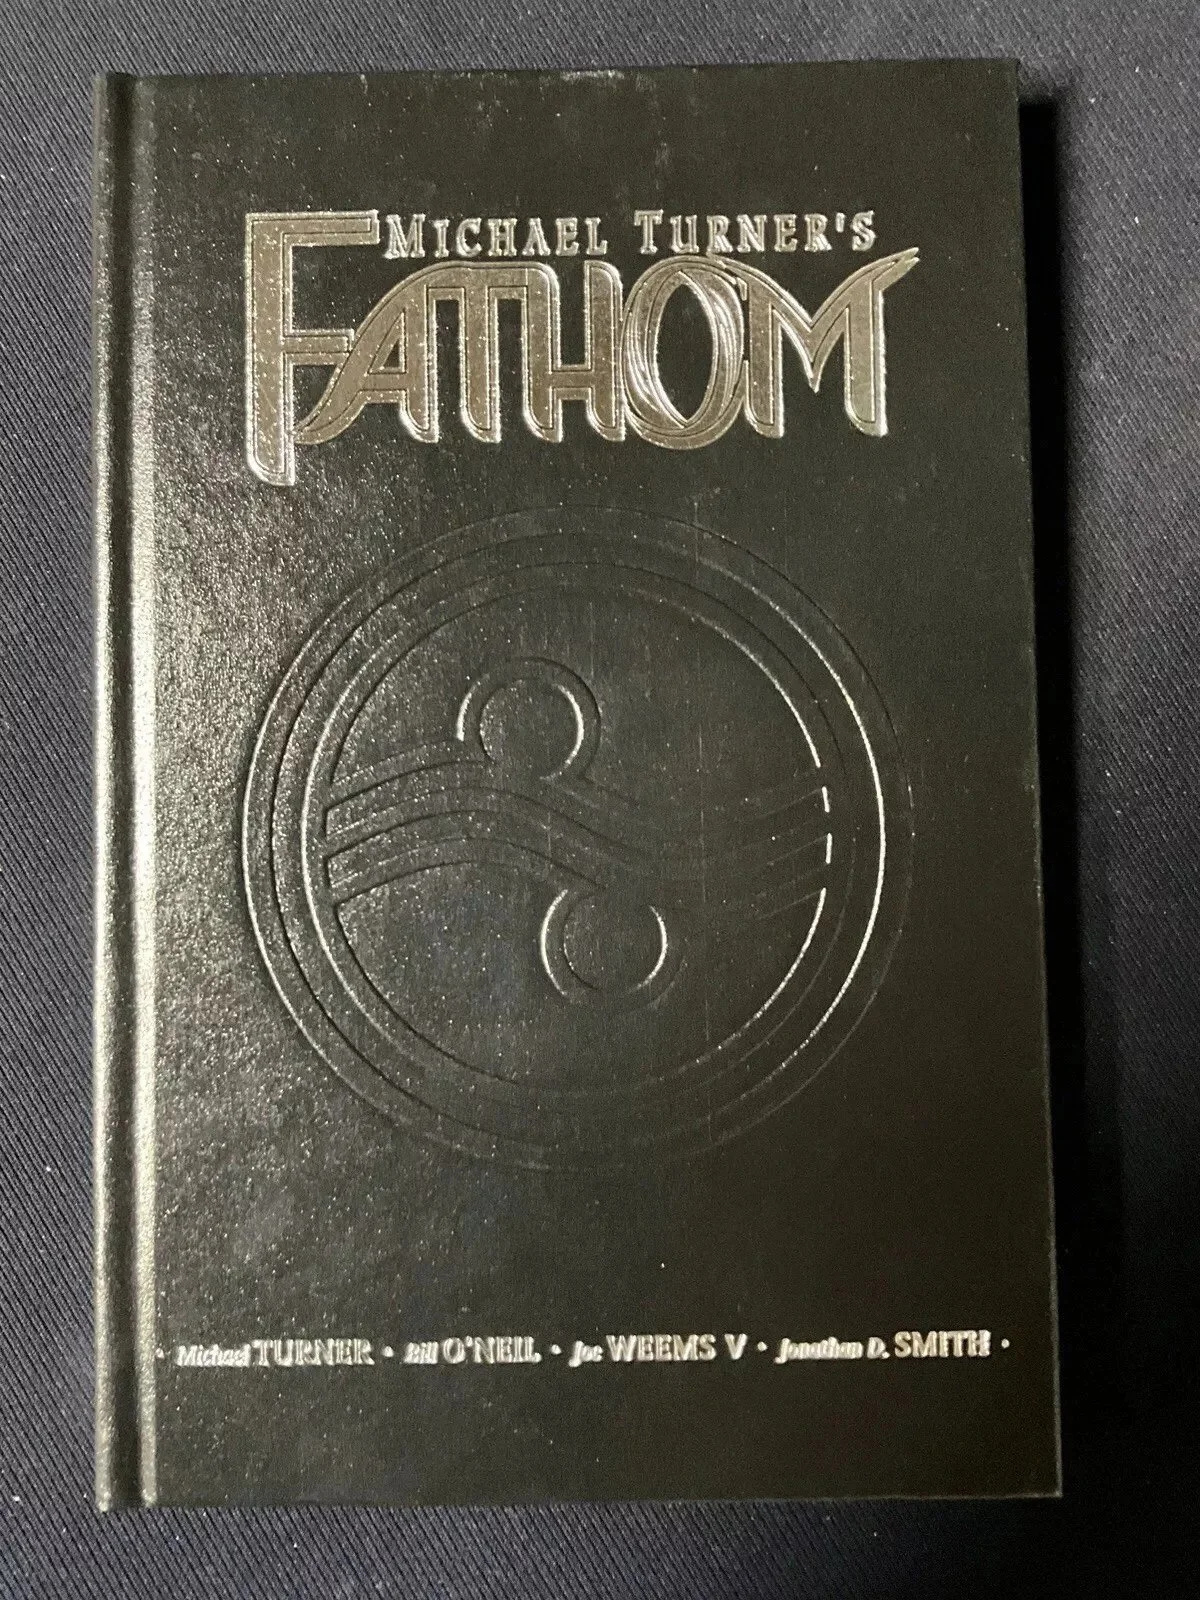 MICHAEL TURNER'S
FATHOM
· Michael TURNER · Bill O'NEIL · Joe WEEMS V · Jonathan D. SMITH ·